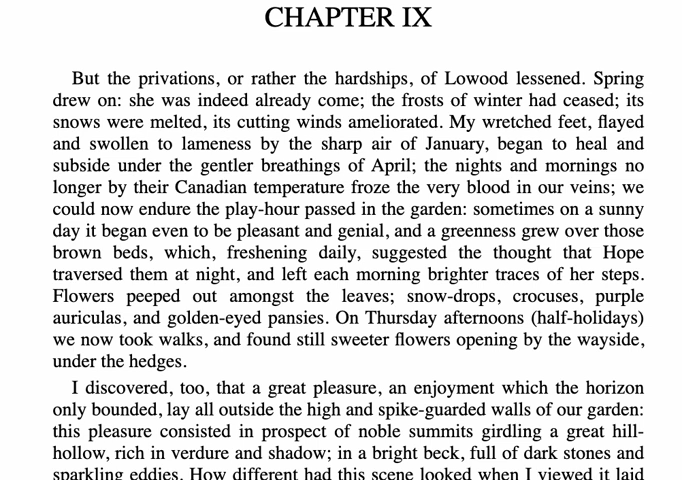 CHAPTER IX
But the privations, or rather the hardships, of Lowood lessened. Spring
drew on: she was indeed already come; the frosts of winter had ceased; its
snows were melted, its cutting winds ameliorated. My wretched feet, flayed
and swollen to lameness by the sharp air of January, began to heal and
subside under the gentler breathings of April; the nights and mornings no
longer by their Canadian temperature froze the very blood in our veins; we
could now endure the play-hour passed in the garden: sometimes on a sunny
day it began even to be pleasant and genial, and a greenness grew over those
brown beds, which, freshening daily, suggested the thought that Hope
traversed them at night, and left each morning brighter traces of her steps.
Flowers peeped out amongst the leaves; snow-drops, crocuses, purple
auriculas, and golden-eyed pansies. On Thursday afternoons (half-holidays)
we now took walks, and found still sweeter flowers opening by the wayside,
under the hedges.
I discovered, too, that a great pleasure, an enjoyment which the horizon
only bounded, lay all outside the high and spike-guarded walls of our garden:
this pleasure consisted in prospect of noble summits girdling a great hill-
hollow, rich in verdure and shadow; in a bright beck, full of dark stones and
sparkling eddies. How different had this scene looked when I viewed it laid